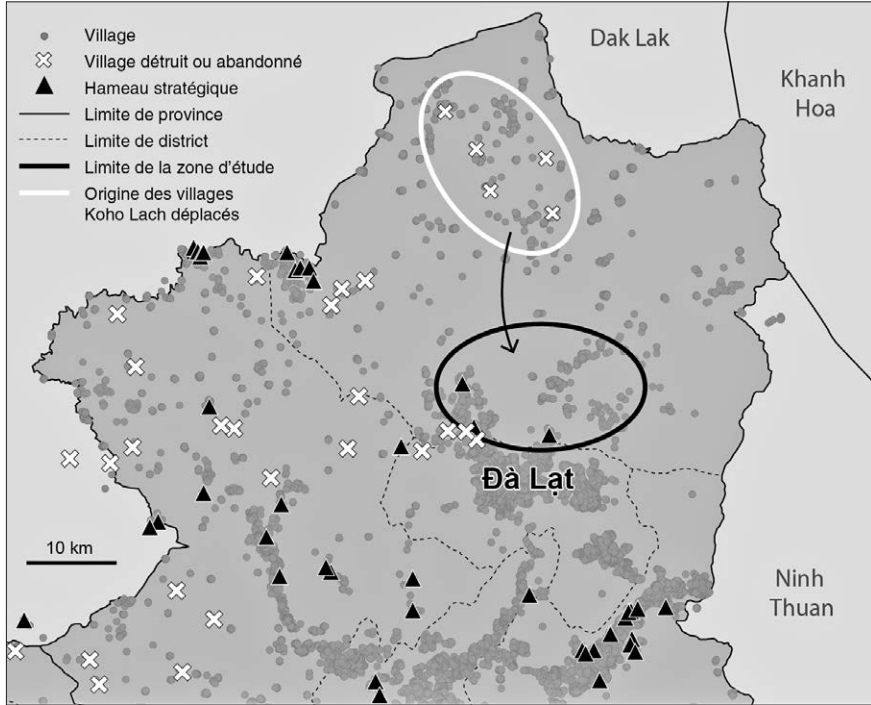 Village
Village détruit ou abandonné
Hameau stratégique
Limite de province
Limite de district
Limite de la zone d'étude
Origine des villages
Koho Lach déplacés
Dak Lak
Khanh
Hoa
Đà Lạt
10 km
Ninh
Thuan